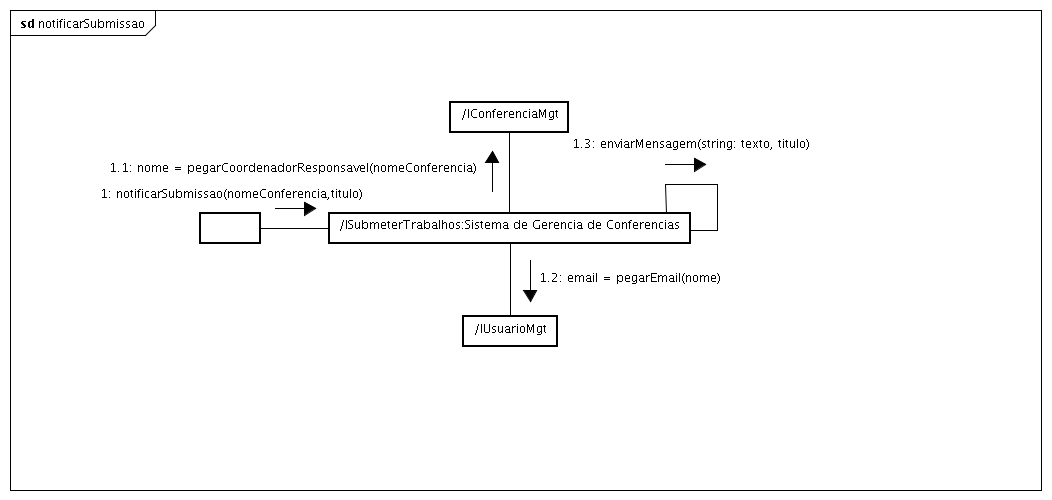 sd notificarSubmissao
/IConferenciaMgt
1.3: enviarMensagem(string: texto, titulo)
1.1: nome = pegarCoordenadorResponsavel(nomeConferencia)
1: notificarSubmissao(nomeConferencia,titulo)
/ISubmeterTrabalhos:Sistema de Gerencia de Conferencias
1.2: email = pegarEmail(nome)
/IUsuarioMgt